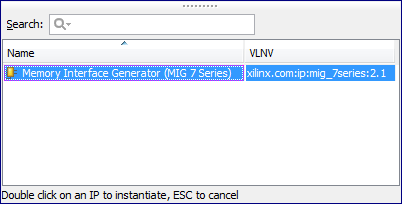 Search:
Name VLNV
Memory Interface Generator (MIG 7 Series) xilinx.com:ip:mig_7series:2.1
Double click on an IP to instantiate, ESC to cancel